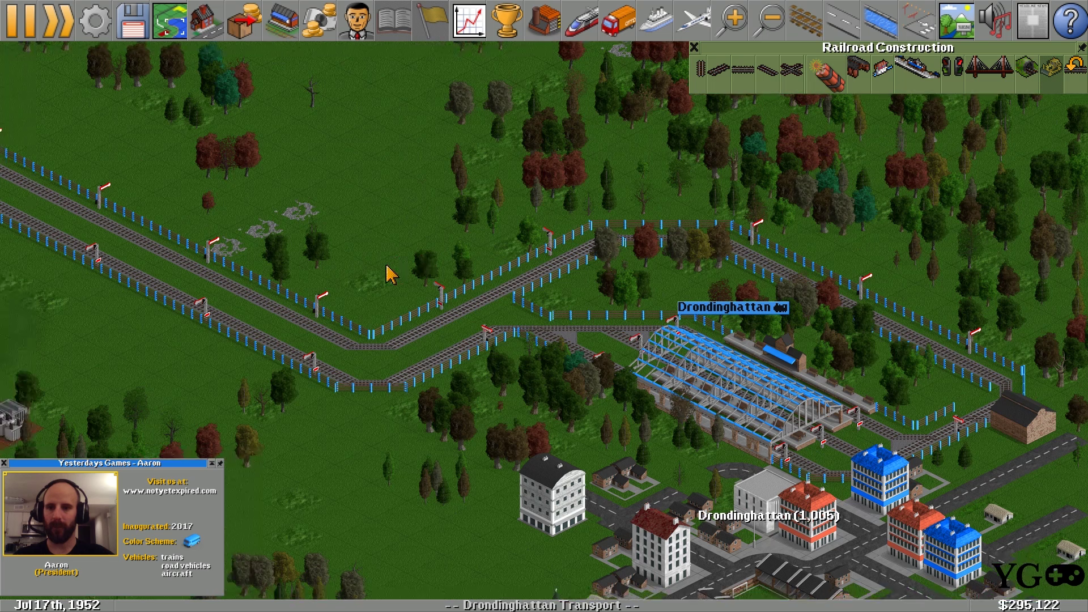 Railroad Construction
Drondinghattan
Drondinghattan (1,005)
Yesterdays Games - Aaron
Visit us at:
www.notyetexpired.com
Inaugurated: 2017
Color Scheme:
Vehicles: trains
road vehicles
aircraft
Aaron
(President)
YG
Jul 17th, 1952
-- Drondinghattan Transport --
$295,122